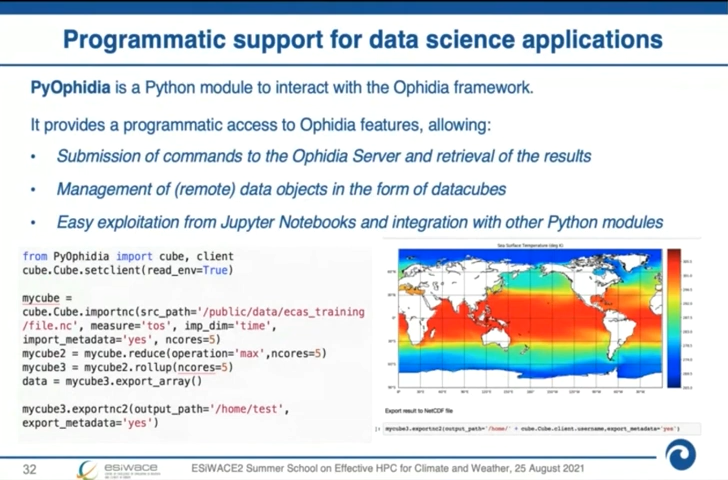 Programmatic support for data science applications
PyOphidia is a Python module to interact with the Ophidia framework.
It provides a programmatic access to Ophidia features, allowing:
• Submission of commands to the Ophidia Server and retrieval of the results
• Management of (remote) data objects in the form of datacubes
• Easy exploitation from Jupyter Notebooks and integration with other Python modules
from PyOphidia import cube, client
cube.Cube.setclient(read_env=True)
mycube =
cube.Cube.importnc(src_path='/public/data/ecas_training
/file.nc', measure='tos', imp_dim='time',
import_metadata='yes', ncores=5)
mycube2 = mycube.reduce(operation='max',ncores=5)
mycube3 = mycube2.rollup(ncores=5)
data = mycube3.export_array()
mycube3.exportnc2(output_path='/home/test',
export_metadata='yes')
Sea Surface Temperature (deg K)
Export result to NetCDF file
mycube3.exportnc2(output_path='/home/' + cube.Cube.client.username,export_metadata='yes')
32
esiwace
ESiWACE2 Summer School on Effective HPC for Climate and Weather, 25 August 2021